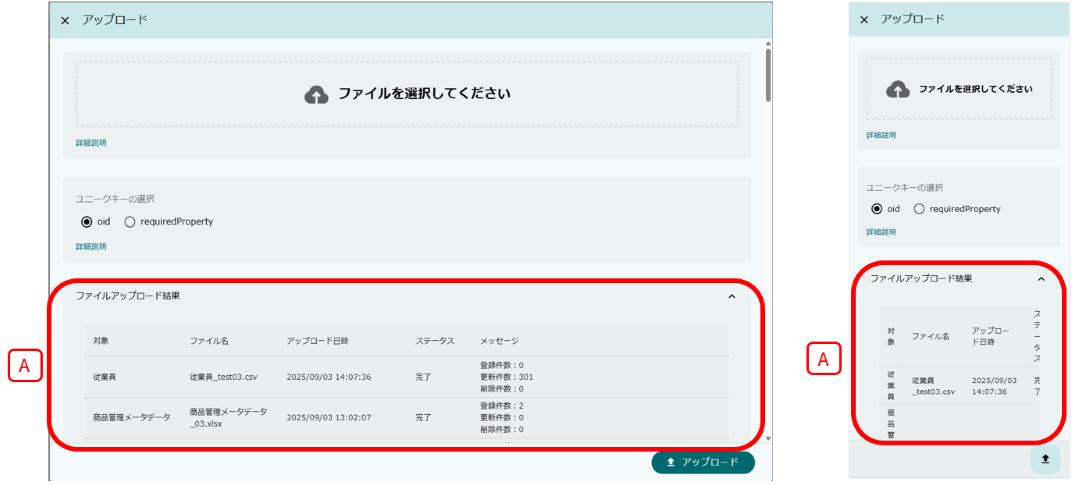 × アップロード
ファイルを選択してください
詳細説明
ユニークキーの選択
oid requiredProperty
詳細説明
ファイルアップロード結果
対象 ファイル名 アップロード日時 ステータス メッセージ
従業員 従業員_test03.csv 2025/09/03 14:07:36 完了 登録件数:0
更新件数:301
削除件数:0
商品管理メータデータ 商品管理メータデータ
_03.xlsx 2025/09/03 13:02:07 完了 登録件数:2
更新件数:0
削除件数:0
アップロード
A
× アップロード
ファイルを選択してください
詳細説明
ユニークキーの選択
oid requiredProperty
詳細説明
ファイルアップロード結果
対
象
ファイル名
アップロー
ド日時
ス
テ
ー
タ
ス
従
業
員
従業員
_test03.csv
2025/09/03
14:07:36
完
了
商
品
管
A